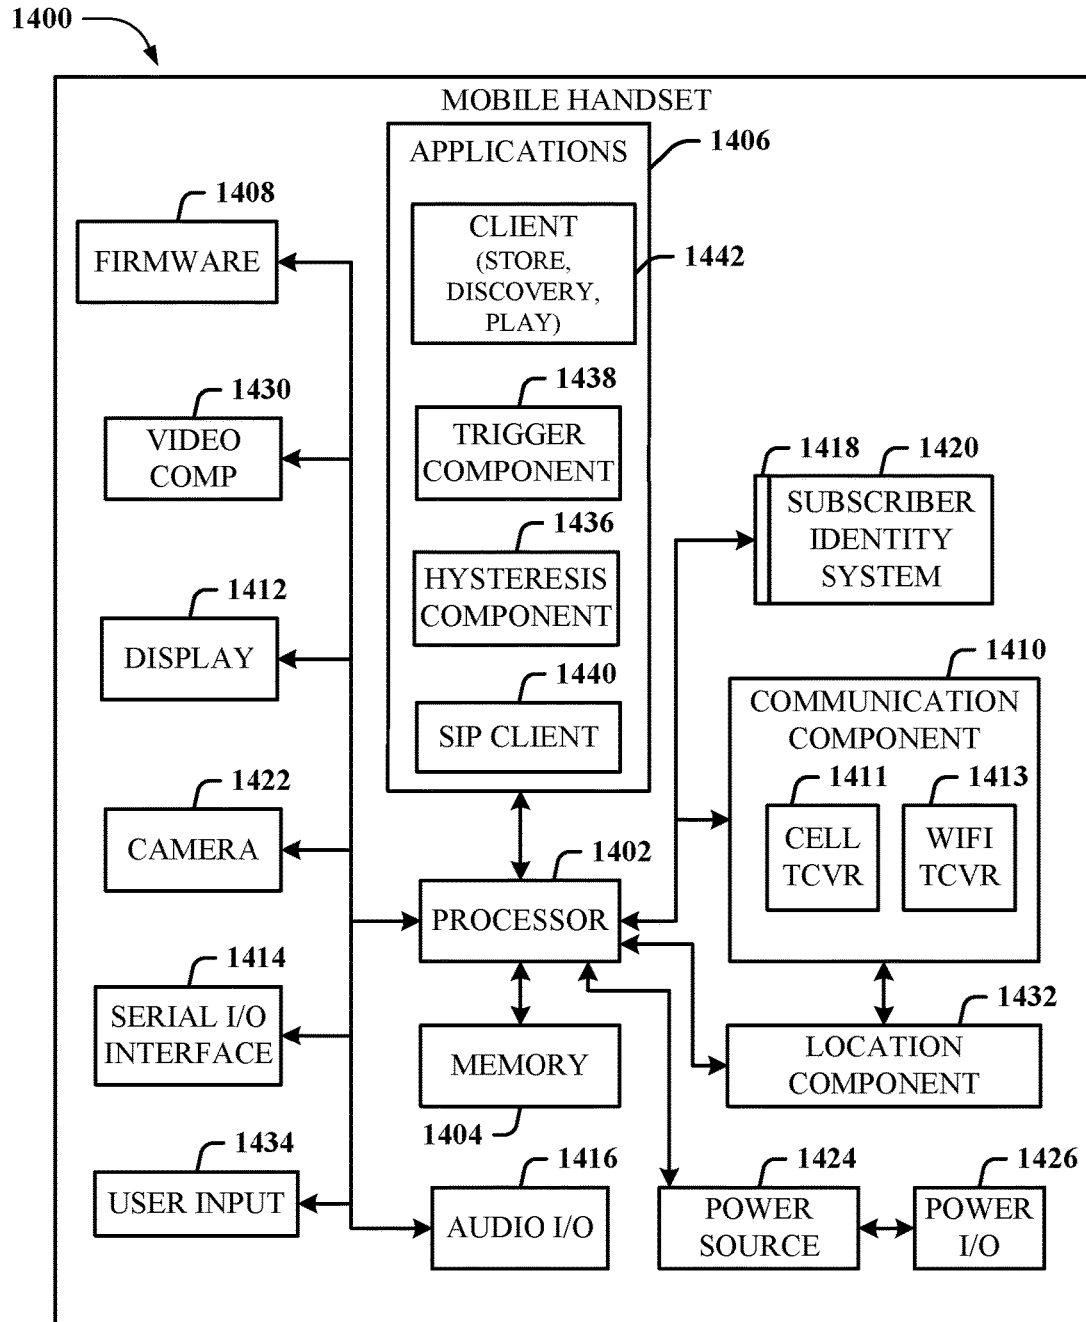 1400
MOBILE HANDSET
APPLICATIONS
1406
CLIENT
(STORE,
DISCOVERY,
PLAY)
1442
1438
TRIGGER
COMPONENT
1436
HYSTERESIS
COMPONENT
1440
SIP CLIENT
1408
FIRMWARE
1430
VIDEO
COMP
1412
DISPLAY
1422
CAMERA
1414
SERIAL I/O
INTERFACE
1434
USER INPUT
1402
PROCESSOR
MEMORY
1404
1416
AUDIO I/O
1418
1420
SUBSCRIBER
IDENTITY
SYSTEM
1410
COMMUNICATION
COMPONENT
1411
CELL
TCVR
1413
WIFI
TCVR
1432
LOCATION
COMPONENT
1424
POWER
SOURCE
1426
POWER
I/O